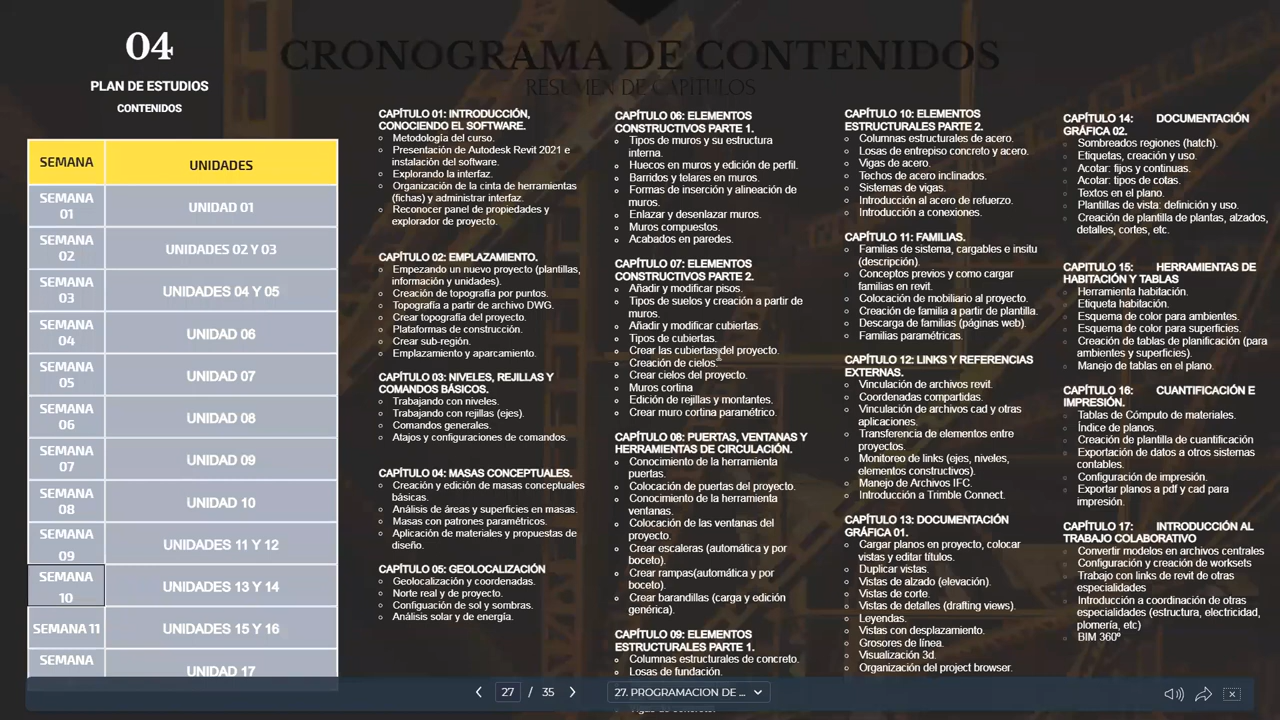 04
PLAN DE ESTUDIOS
CONTENIDOS
CRONOGRAMA DE CONTENIDOS
RESUMEN DE CAPÍTULOS
SEMANA UNIDADES
SEMANA 01 UNIDAD 01
SEMANA 02 UNIDADES 02 Y 03
SEMANA 03 UNIDADES 04 Y 05
SEMANA 04 UNIDAD 06
SEMANA 05 UNIDAD 07
SEMANA 06 UNIDAD 08
SEMANA 07 UNIDAD 09
SEMANA 08 UNIDAD 10
SEMANA 09 UNIDADES 11 Y 12
SEMANA 10 UNIDADES 13 Y 14
SEMANA 11 UNIDADES 15 Y 16
SEMANA UNIDAD 17
CAPÍTULO 01: INTRODUCCIÓN,
CONOCIENDO EL SOFTWARE.
Metodología del curso.
Presentación de Autodesk Revit 2021 e
instalación del software.
Explorando la interfaz.
Organización de la cinta de herramientas
(fichas) y administrar interfaz.
Reconocer panel de propiedades y
explorador de proyecto.
CAPÍTULO 02: EMPLAZAMIENTO.
Empezando un nuevo proyecto (plantillas,
información y unidades).
Creación de topografía por puntos.
Topografía a partir de archivo DWG.
Crear topografía del proyecto.
Plataformas de construcción.
Crear sub-región.
Emplazamiento y aparcamiento.
CAPÍTULO 03: NIVELES, REJILLAS Y
COMANDOS BÁSICOS.
Trabajando con niveles.
Trabajando con rejillas (ejes).
Comandos generales.
Atajos y configuraciones de comandos.
CAPÍTULO 04: MASAS CONCEPTUALES.
Creación y edición de masas conceptuales
básicas.
Análisis de áreas y superficies en masas.
Masas con patrones paramétricos.
Aplicación de materiales y propuestas de
diseño.
CAPÍTULO 05: GEOLOCALIZACIÓN
Geolocalización y coordenadas.
Norte real y de proyecto.
Configuación de sol y sombras.
Análisis solar y de energía.
CAPÍTULO 06: ELEMENTOS
CONSTRUCTIVOS PARTE 1.
Tipos de muros y su estructura
interna.
Huecos en muros y edición de perfil.
Barridos y telares en muros.
Formas de inserción y alineación de
muros.
Enlazar y desenlazar muros.
Muros compuestos.
Acabados en paredes.
CAPÍTULO 07: ELEMENTOS
CONSTRUCTIVOS PARTE 2.
Añadir y modificar pisos.
Tipos de suelos y creación a partir de
muros.
Añadir y modificar cubiertas.
Tipos de cubiertas.
Crear las cubiertas del proyecto.
Creación de cielos.
Crear cielos del proyecto.
Muros cortina
Edición de rejillas y montantes.
Crear muro cortina paramétrico.
CAPÍTULO 08: PUERTAS, VENTANAS Y
HERRAMIENTAS DE CIRCULACIÓN.
Conocimiento de la herramienta
puertas.
Colocación de puertas del proyecto.
Conocimiento de la herramienta
ventanas.
Colocación de las ventanas del
proyecto.
Crear escaleras (automática y por
boceto).
Crear rampas(automática y por
boceto).
Crear barandillas (carga y edición
genérica).
CAPÍTULO 09: ELEMENTOS
ESTRUCTURALES PARTE 1.
Columnas estructurales de concreto.
Losas de fundación.
CAPÍTULO 10: ELEMENTOS
ESTRUCTURALES PARTE 2.
Columnas estructurales de acero.
Losas de entrepiso concreto y acero.
Vigas de acero.
Techos de acero inclinados.
Sistemas de vigas.
Introducción al acero de refuerzo.
Introducción a conexiones.
CAPÍTULO 11: FAMILIAS.
Familias de sistema, cargables e insitu
(descripción).
Conceptos previos y como cargar
familias en revit.
Colocación de mobiliario al proyecto.
Creación de familia a partir de plantilla.
Descarga de familias (páginas web).
Familias paramétricas.
CAPÍTULO 12: LINKS Y REFERENCIAS
EXTERNAS.
Vinculación de archivos revit.
Coordenadas compartidas.
Vinculación de archivos cad y otras
aplicaciones.
Transferencia de elementos entre
proyectos.
Monitoreo de links (ejes, niveles,
elementos constructivos).
Manejo de Archivos IFC.
Introducción a Trimble Connect.
CAPÍTULO 13: DOCUMENTACIÓN
GRÁFICA 01.
Cargar planos en proyecto, colocar
vistas y editar títulos.
Duplicar vistas.
Vistas de alzado (elevación).
Vistas de corte.
Vistas de detalles (drafting views).
Leyendas.
Vistas con desplazamiento.
Grosores de línea.
Visualización 3d.
Organización del project browser.
CAPÍTULO 14: DOCUMENTACIÓN
GRÁFICA 02.
Sombreados regiones (hatch).
Etiquetas, creación y uso.
Acotar: fijos y continuas.
Acotar: tipos de cotas.
Textos en el plano.
Plantillas de vista: definición y uso.
Creación de plantilla de plantas, alzados,
detalles, cortes, etc.
CAPÍTULO 15: HERRAMIENTAS DE
HABITACIÓN Y TABLAS
Herramienta habitación.
Etiqueta habitación.
Esquema de color para ambientes.
Esquema de color para superficies.
Creación de tablas de planificación (para
ambientes y superficies).
Manejo de tablas en el plano.
CAPÍTULO 16: CUANTIFICACIÓN E
IMPRESIÓN.
Tablas de Cómputo de materiales.
Índice de planos.
Creación de plantilla de cuantificación
Exportación de datos a otros sistemas
contables.
Configuración de impresión.
Exportar planos a pdf y cad para
impresión.
CAPÍTULO 17: INTRODUCCIÓN AL
TRABAJO COLABORATIVO
Convertir modelos en archivos centrales
Configuración y creación de worksets
Trabajo con links de revit de otras
especialidades
Introducción a coordinación de otras
especialidades (estructura, electricidad,
plomería, etc)
BIM 360º
27 / 35 27. PROGRAMACION DE ...